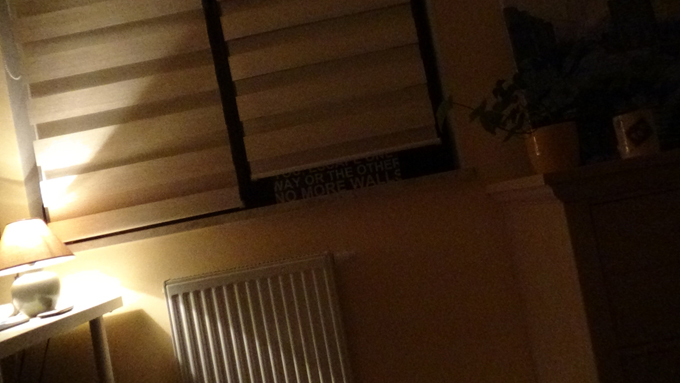 WAY OR THE OTHER
NO MORE WALLS